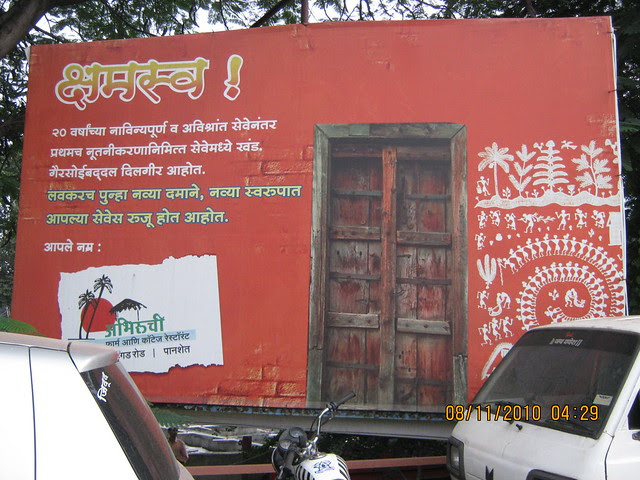 क्षमस्व !
२० वर्षांच्या नाविन्यपूर्ण व अविश्रांत सेवेनंतर
प्रथमच नूतनीकरणानिमित्त सेवेमध्ये खंड.
गैरसोईबद्दल दिलगीर आहोत.
लवकरच पुन्हा नव्या दमाने, नव्या स्वरुपात
आपल्या सेवेस रुजू होत आहोत.
आपले नम्र :
अभिरुची
फार्म आणि कॉटेज रेस्टॉरंट
गड रोड | पानशेत
08/11/2010 04:29